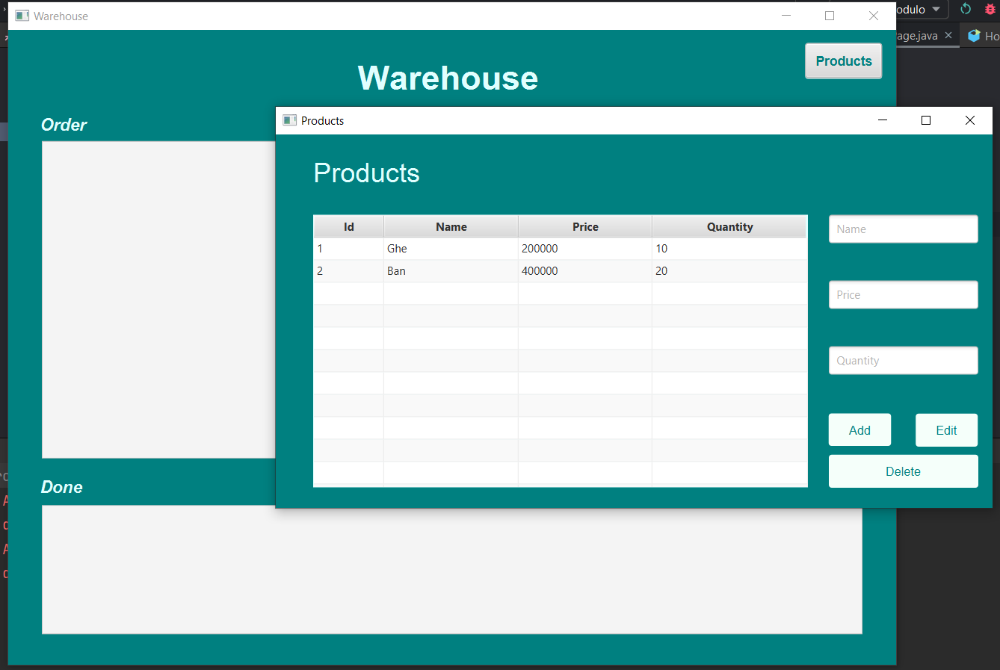 Warehouse
odulo
age.java
Ho
Products
Warehouse
Order
Products
Products
Id Name Price Quantity
1 Ghe 200000 10
2 Ban 400000 20
Name
Price
Quantity
Add Edit
Delete
Done